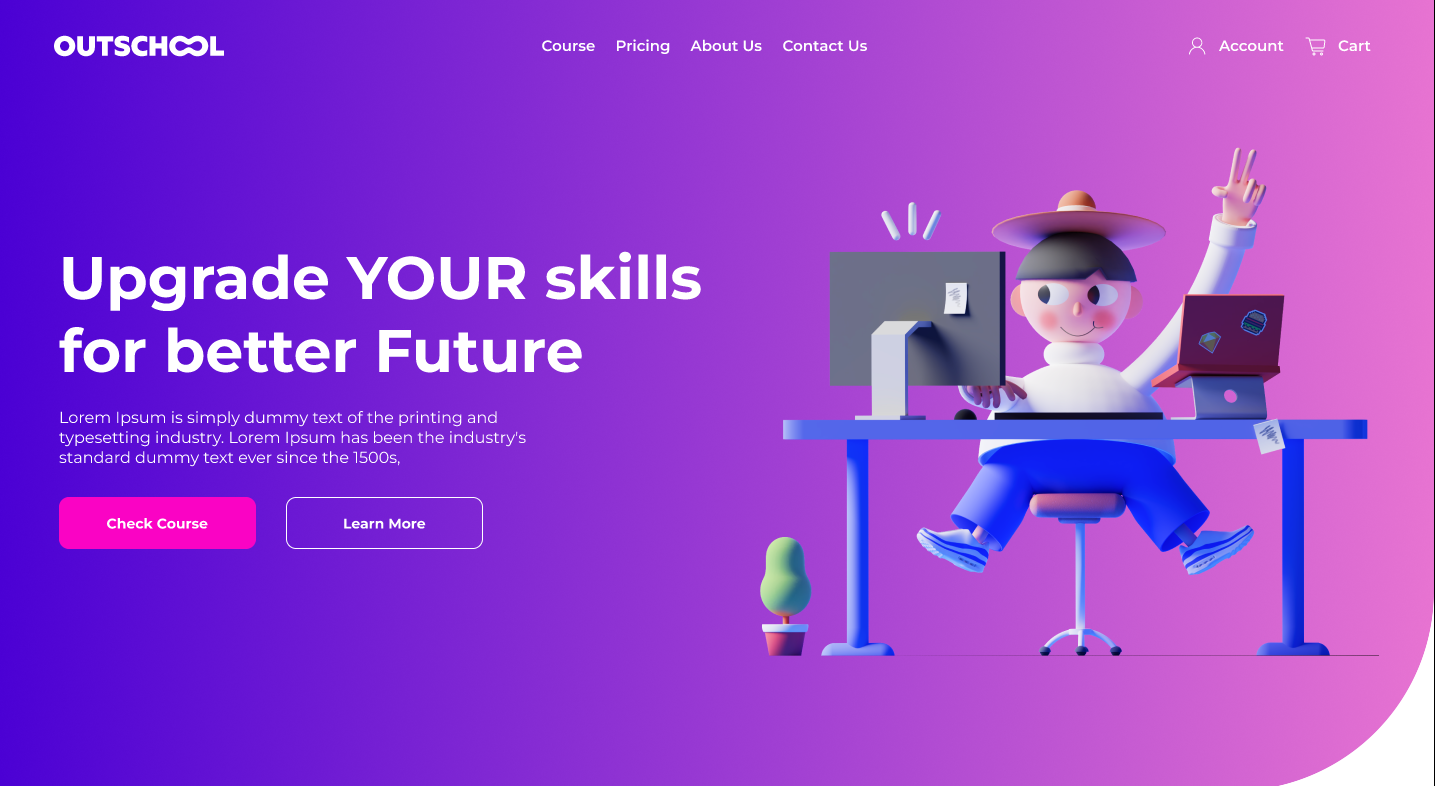 OUTSCHOOL
Course Pricing About Us Contact Us
Account Cart
Upgrade YOUR skills
for better Future
Lorem Ipsum is simply dummy text of the printing and
typesetting industry. Lorem Ipsum has been the industry's
standard dummy text ever since the 1500s,
Check Course Learn More